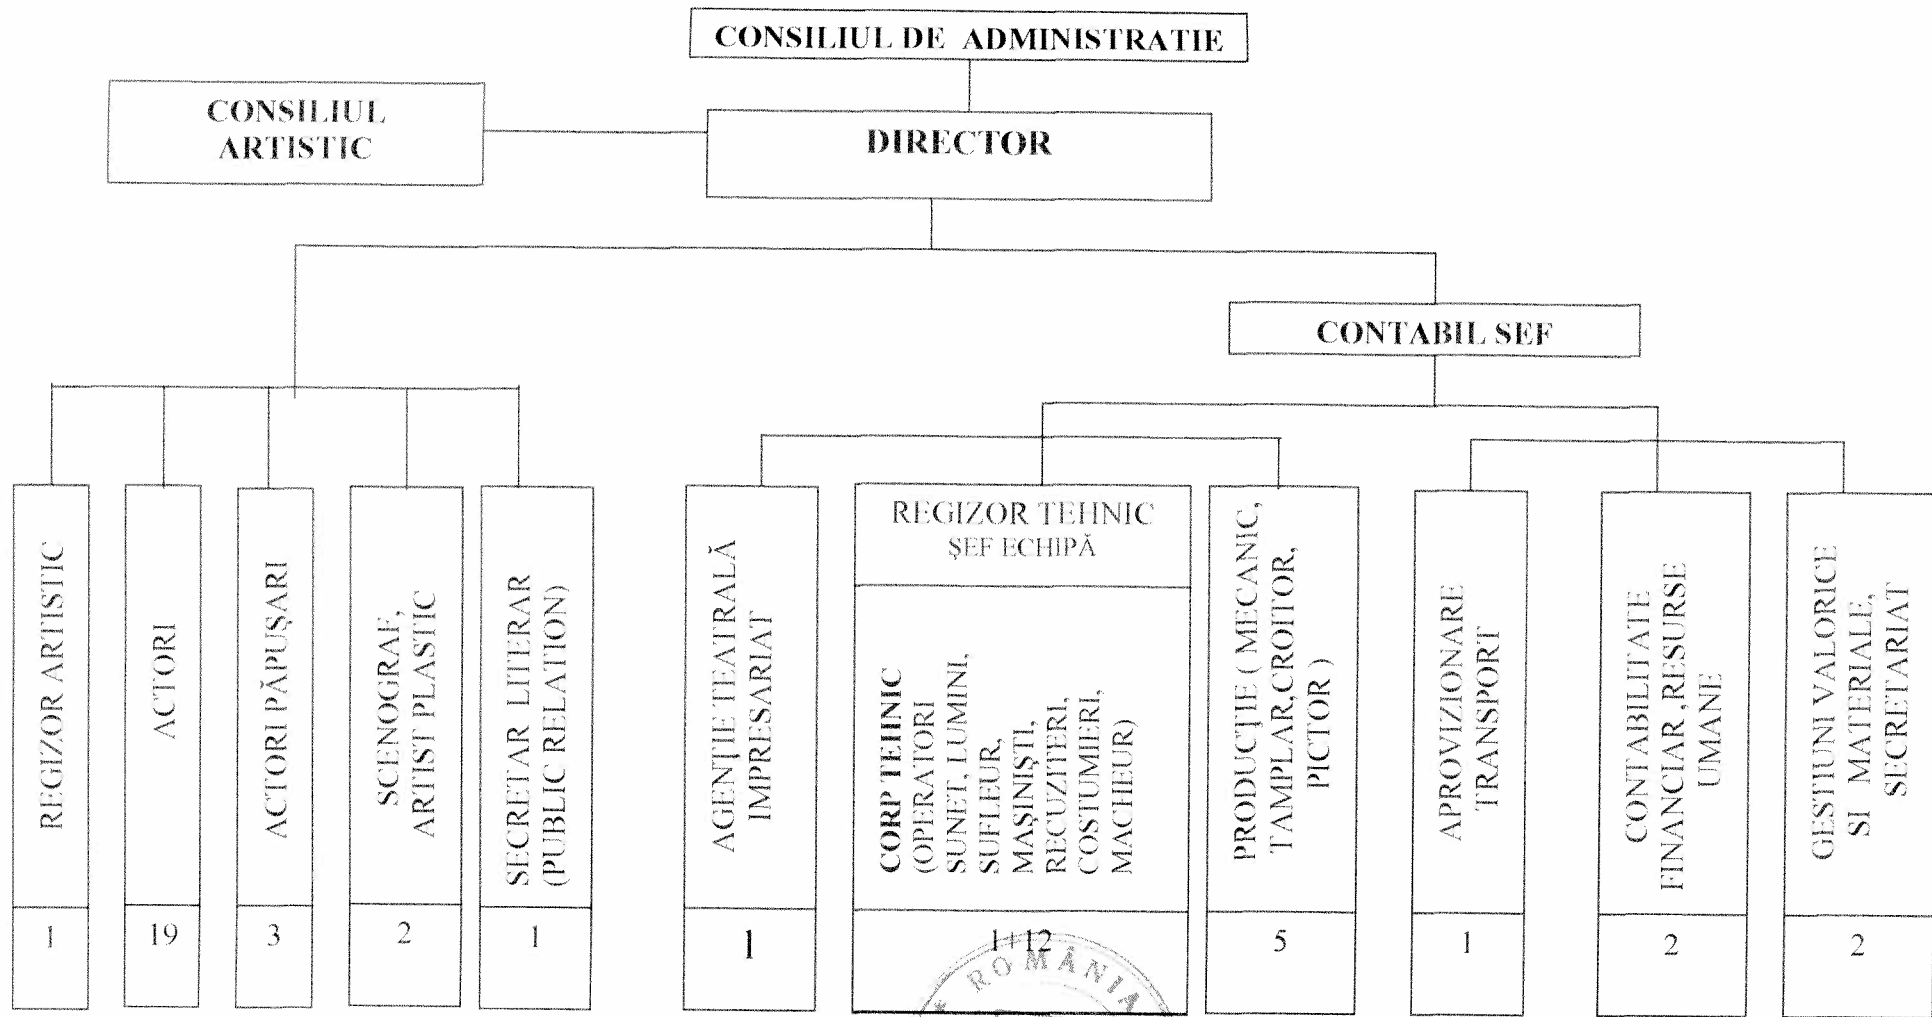 CONSILIUL DE ADMINISTRATIE
CONSILIUL
ARTISTIC
DIRECTOR
CONTABIL SEF
REGIZOR ARTISTIC
1
ACTORI
19
ACTORI PĂPUȘARI
3
SCENOGRAF,
ARTIST PLASTIC
2
SECRETAR LITERAR
(PUBLIC RELATION)
1
AGENȚIE TEATRALĂ
IMPRESARIAT
1
REGIZOR TEHNIC
ȘEF ECHIPĂ
CORP TEHNIC
(OPERATORI
SUNET, LUMINI,
SUFLEUR,
MAȘINIȘTI,
RECUZITERI,
COSTUMIERI,
MACHEUR)
1+12
PRODUCȚIE ( MECANIC,
TAMPLAR,CROITOR,
PICTOR )
5
APROVIZIONARE
TRANSPORT
1
CONTABILITATE
FINANCIAR ,RESURSE
UMANE
2
GESTIUNI VALORICE
SI MATERIALE,
SECRETARIAT
2
* ROMÂNIA